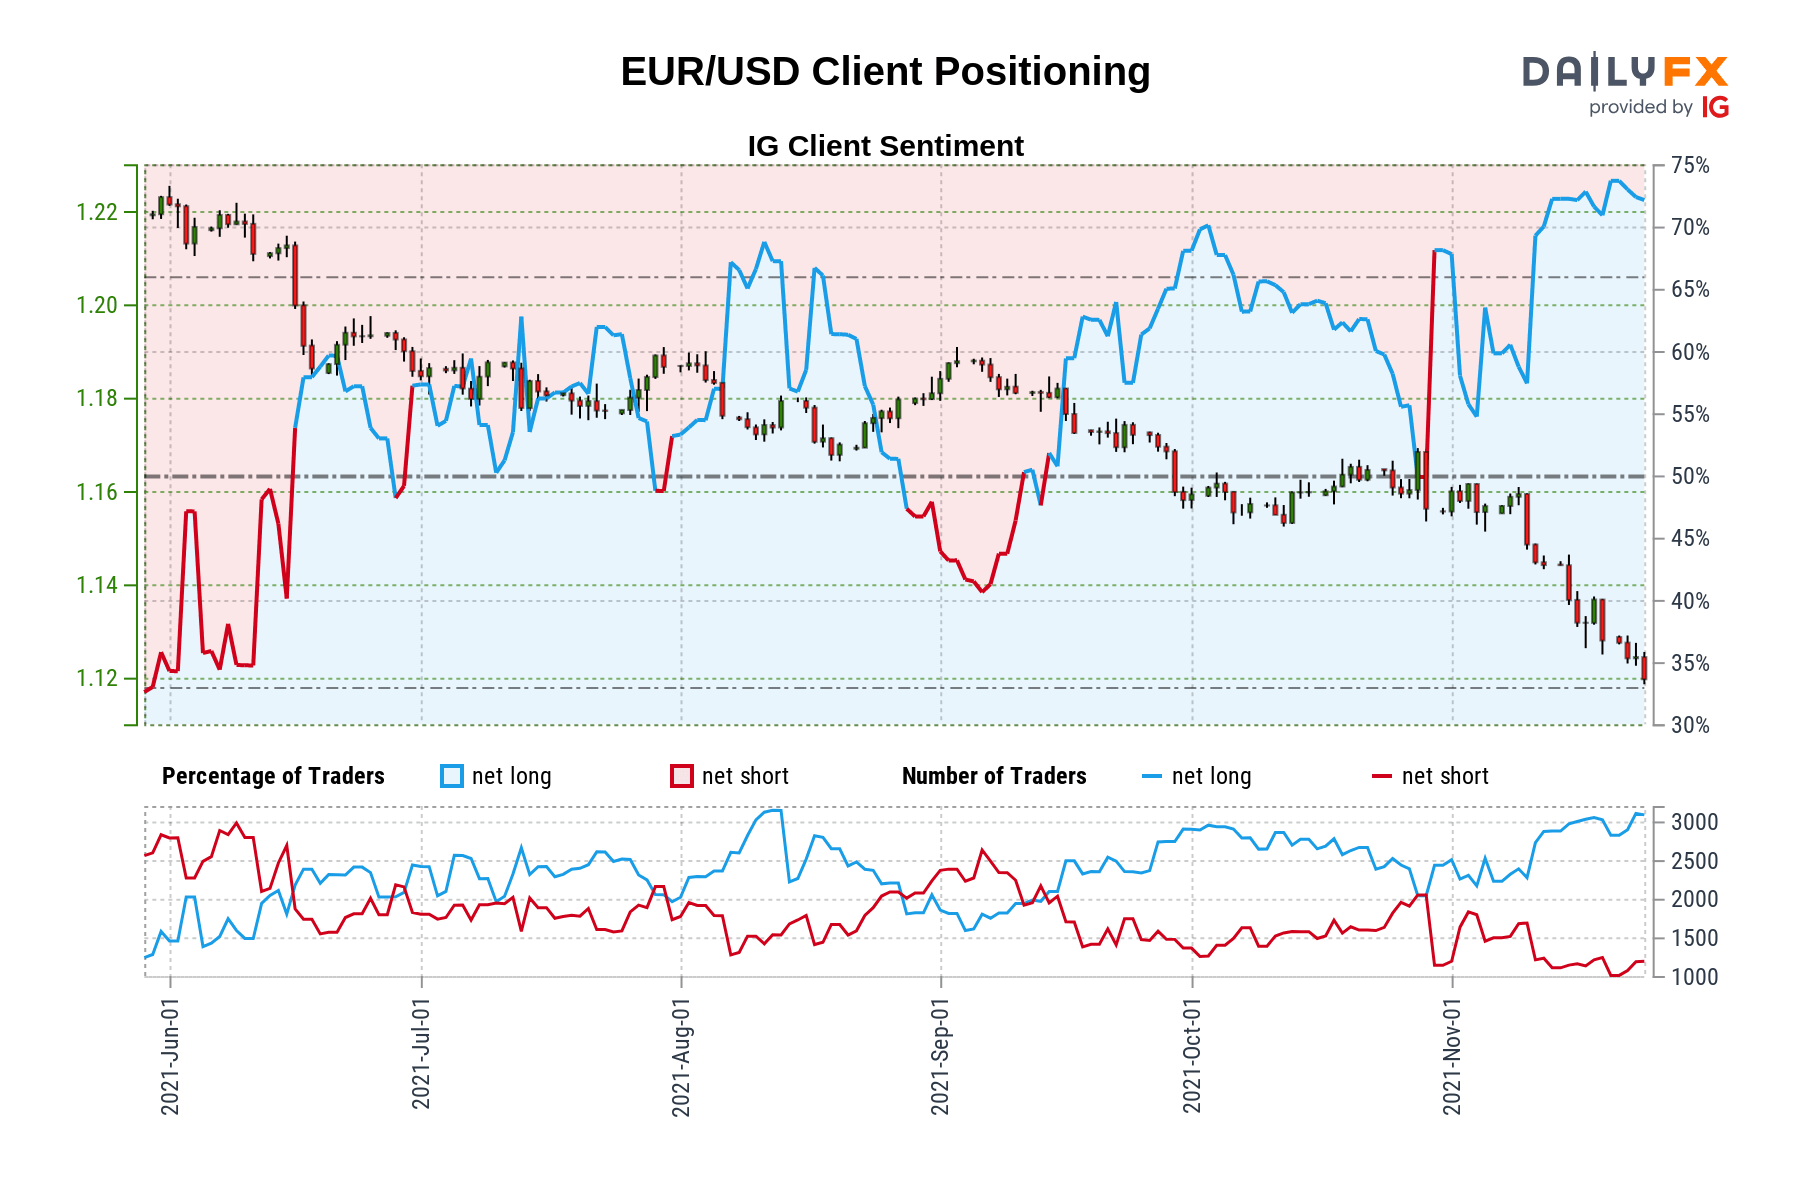 EUR/USD Client Positioning
DAILYFX
provided by IG
IG Client Sentiment
1.22
1.20
1.18
1.16
1.14
1.12
75%
70%
65%
60%
55%
50%
45%
40%
35%
30%
Percentage of Traders net long net short Number of Traders net long net short
3000
2500
2000
1500
1000
2021-Jun-01
2021-Jul-01
2021-Aug-01
2021-Sep-01
2021-Oct-01
2021-Nov-01